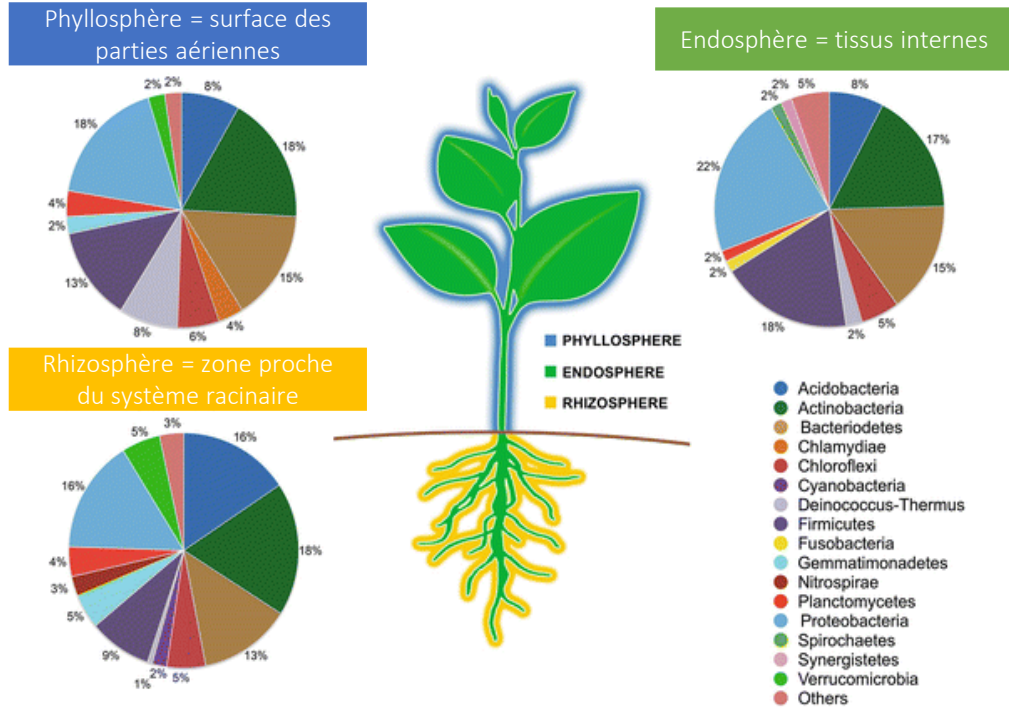 Phyllosphère = surface des
parties aériennes
2%
2%
8%
18%
18%
4%
2%
15%
13%
8%
6%
4%
Endosphère = tissus internes
2%
2%
5%
8%
17%
22%
2%
2%
15%
18%
2%
5%
Rhizosphère = zone proche
du système racinaire
5%
3%
16%
16%
18%
4%
3%
5%
9%
1%
2%
5%
13%
PHYLLOSPHERE
ENDOSPHERE
RHIZOSPHERE
Acidobacteria
Actinobacteria
Bacteriodetes
Chlamydiae
Chloroflexi
Cyanobacteria
Deinococcus-Thermus
Firmicutes
Fusobacteria
Gemmatimonadetes
Nitrospirae
Planctomycetes
Proteobacteria
Spirochaetes
Synergistetes
Verrucomicrobia
Others